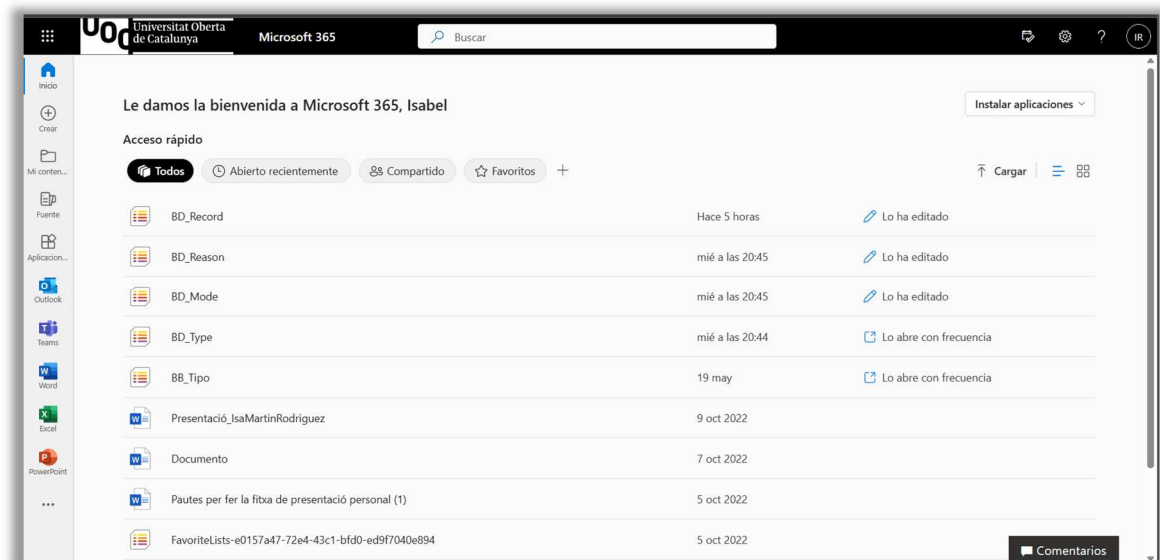 UOC Universitat Oberta
de Catalunya
Microsoft 365
Buscar
?
IR
Inicio
Crear
Mi conten...
Fuente
Aplicacion...
Outlook
Teams
Word
Excel
PowerPoint
Le damos la bienvenida a Microsoft 365, Isabel
Instalar aplicaciones
Acceso rápido
Todos Abierto recientemente Compartido Favoritos +
Cargar
BD_Record Hace 5 horas Lo ha editado
BD_Reason mié a las 20:45 Lo ha editado
BD_Mode mié a las 20:45 Lo ha editado
BD_Type mié a las 20:44 Lo abre con frecuencia
BB_Tipo 19 may Lo abre con frecuencia
Presentació_IsaMartinRodriguez 9 oct 2022
Documento 7 oct 2022
Pautes per fer la fitxa de presentació personal (1) 5 oct 2022
FavoriteLists-e0157a47-72e4-43c1-bfd0-ed9f7040e894 5 oct 2022
Comentarios